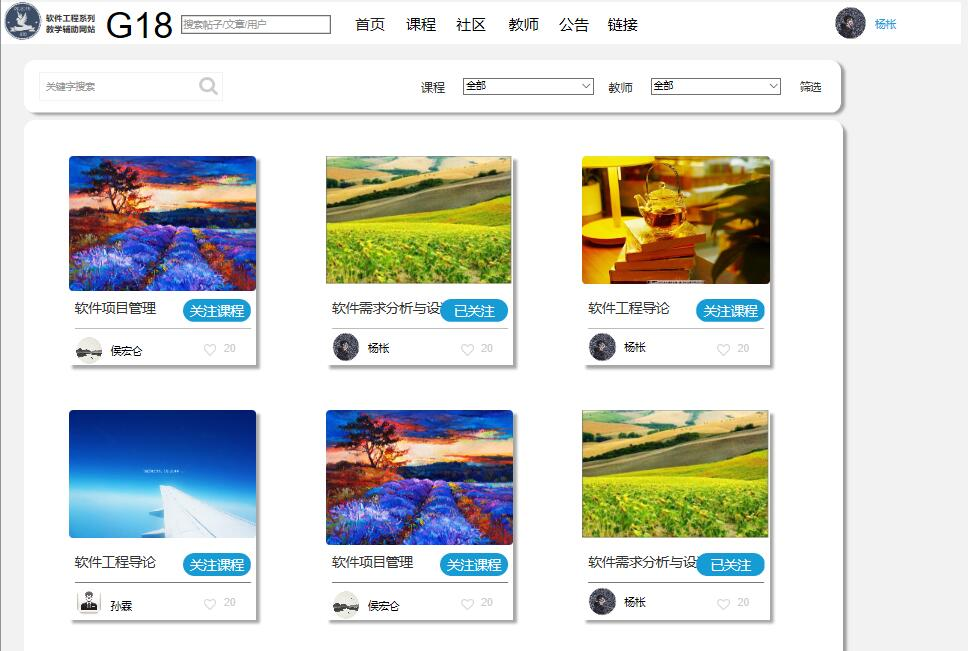 软件工程系列
教学辅助网站
G18
搜索帖子/文章/用户
首页 课程 社区 教师 公告 链接
杨枨
关键字搜索
课程 全部 教师 全部 筛选
软件项目管理 关注课程
侯宏仑 20
软件需求分析与设 已关注
杨枨 20
软件工程导论 关注课程
杨枨 20
软件工程导论 关注课程
孙霖 20
软件项目管理 关注课程
侯宏仑 20
软件需求分析与设 已关注
杨枨 20